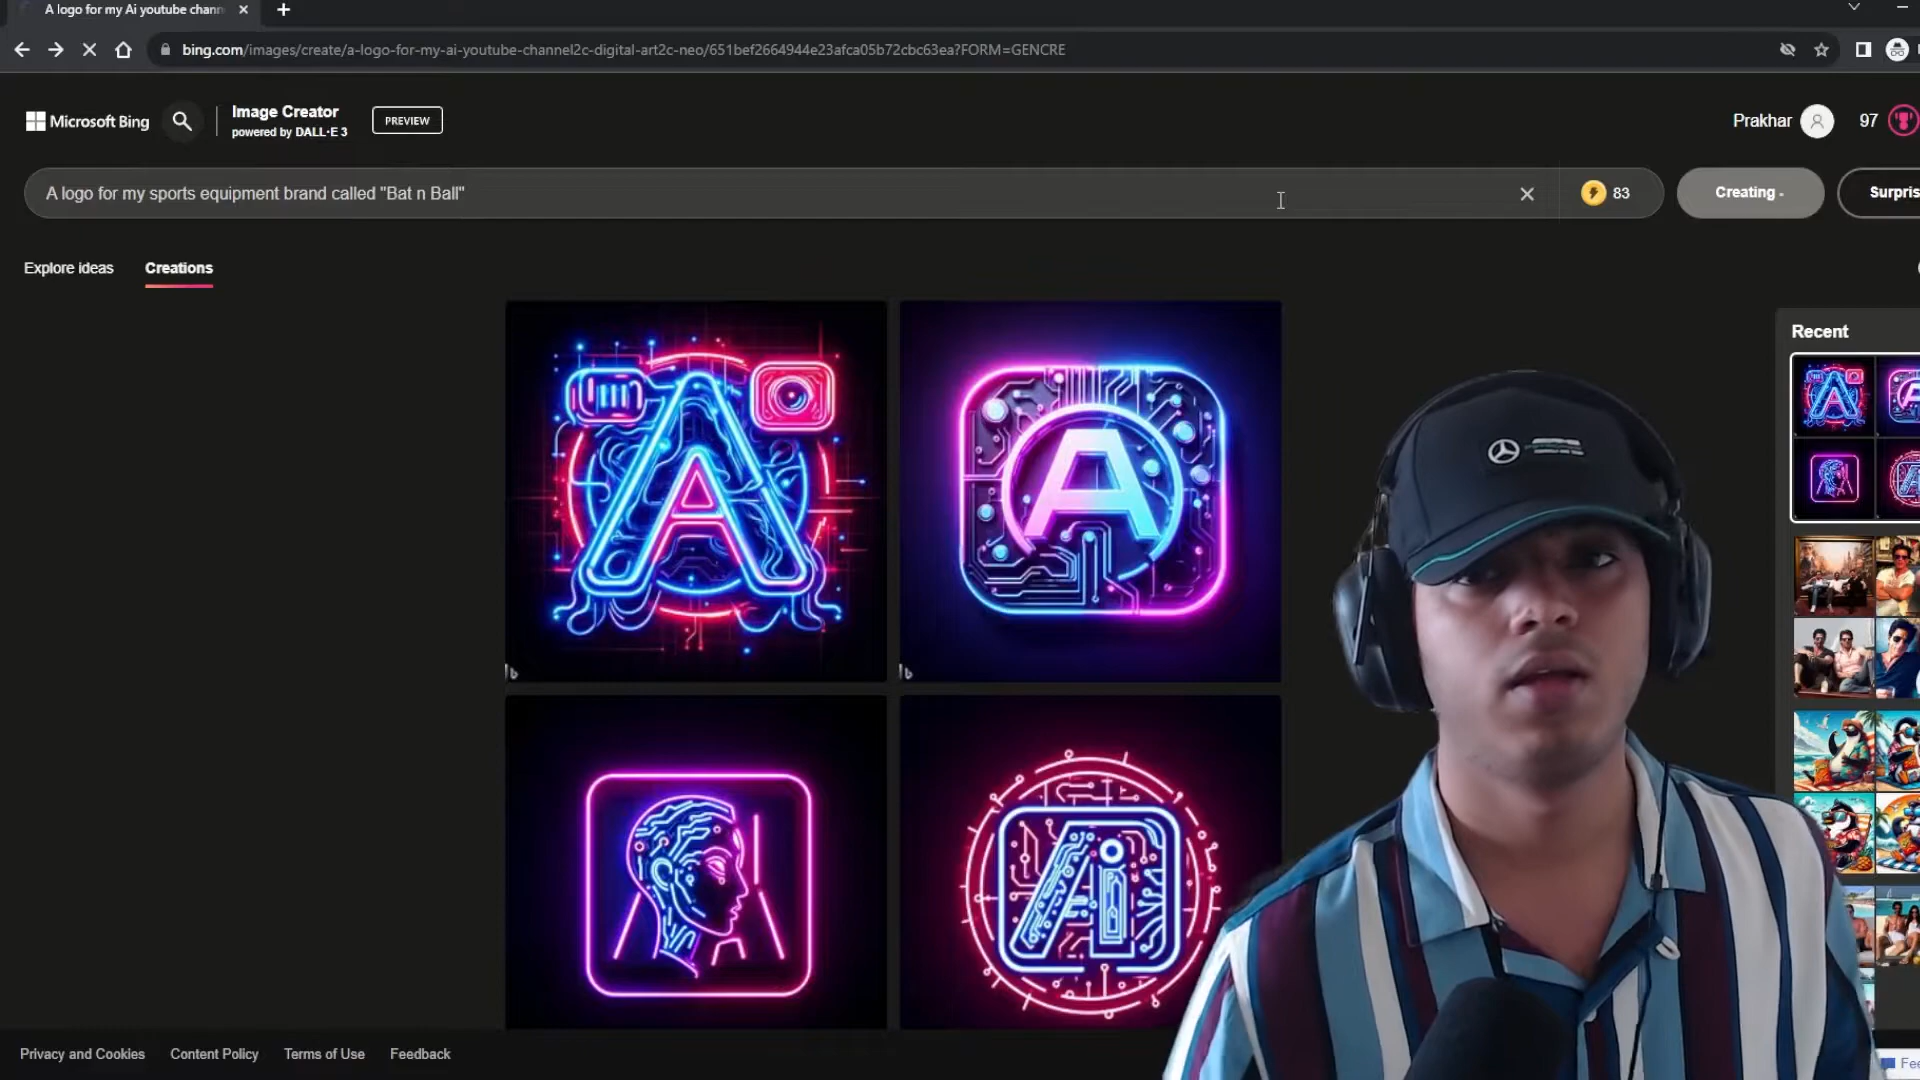 A logo for my Ai youtube chann
bing.com/images/create/a-logo-for-my-ai-youtube-channel2c-digital-art2c-neo/651bef2664944e23afca05b72cbc63ea?FORM=GENCRE
Microsoft Bing
Image Creator
powered by DALL·E 3
PREVIEW
Prakhar
97
A logo for my sports equipment brand called "Bat n Ball"
83
Creating
Surpris
Explore ideas
Creations
Recent
A
A
A
Ai
Privacy and Cookies
Content Policy
Terms of Use
Feedback
Fee